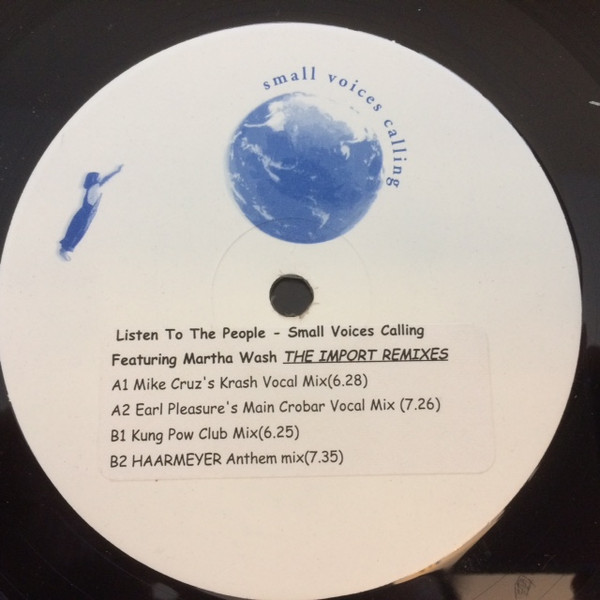 small voices calling
Listen To The People - Small Voices Calling
Featuring Martha Wash THE IMPORT REMIXES
A1 Mike Cruz's Krash Vocal Mix(6.28)
A2 Earl Pleasure's Main Crobar Vocal Mix (7.26)
B1 Kung Pow Club Mix(6.25)
B2 HAARMEYER Anthem mix(7.35)